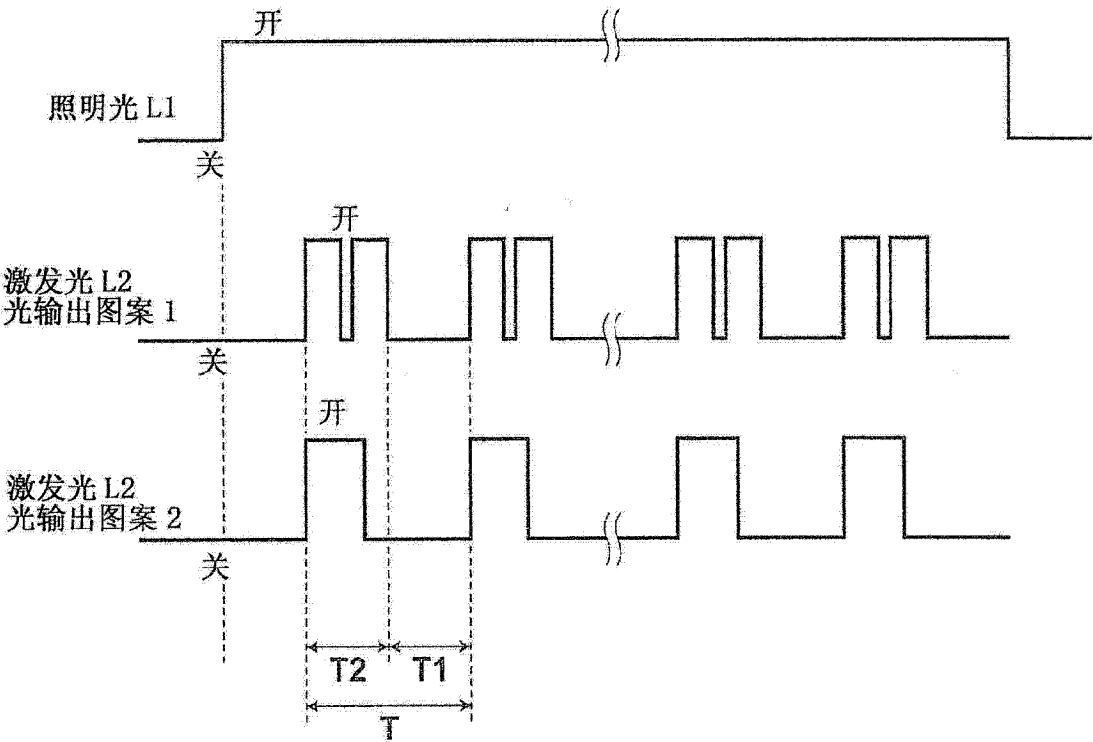 开
照明光 L1
关
开
激发光 L2
光输出图案 1
关
开
激发光 L2
光输出图案 2
关
T2
T1
T